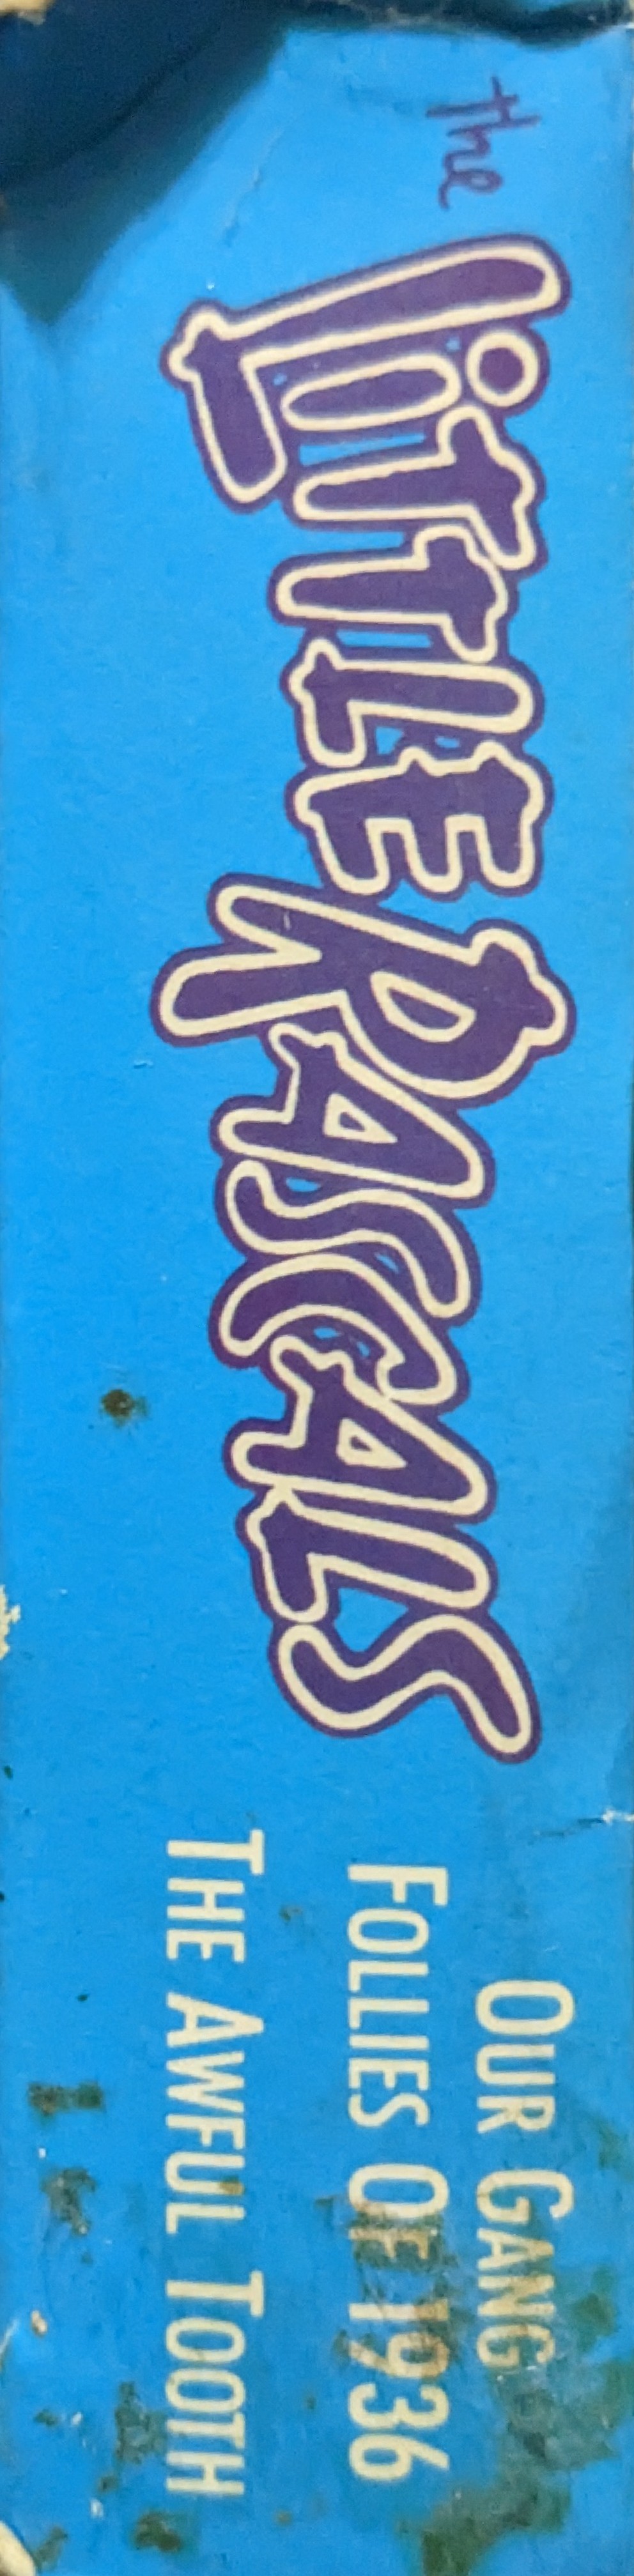 the
LiTTLE RASCALS
OUR GANG
FOLLIES OF 1936
THE AWFUL TOOTH